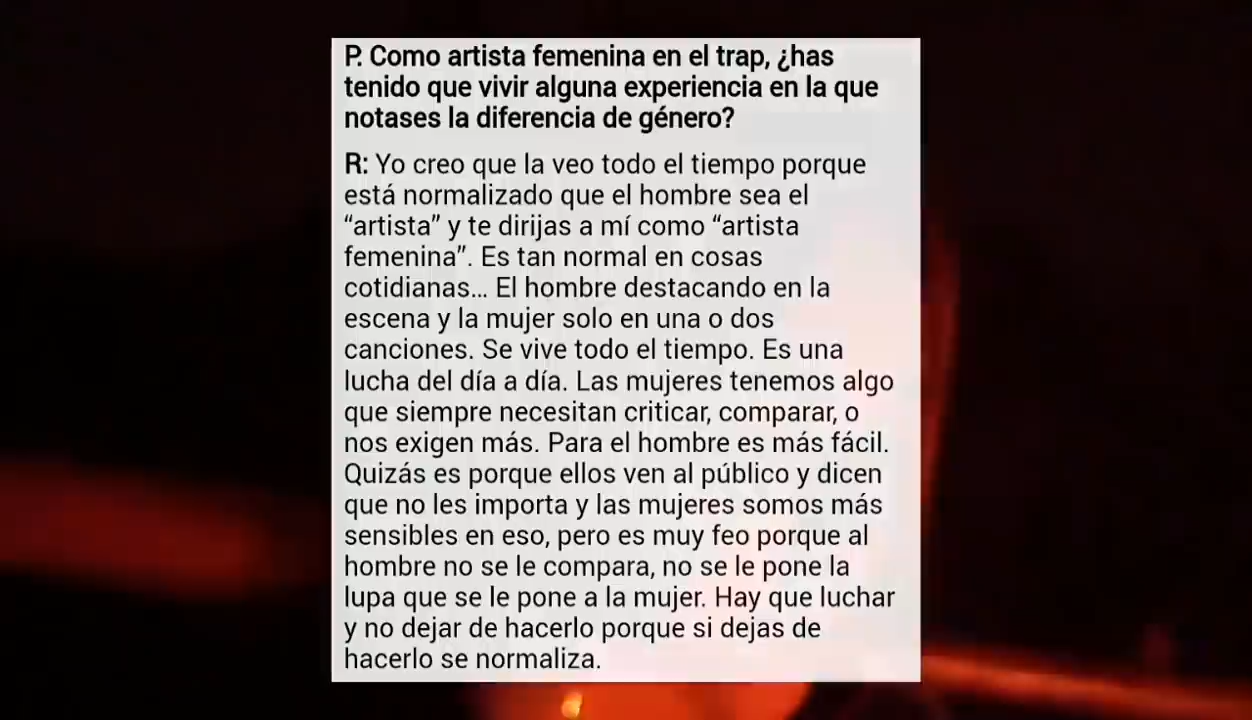 P. Como artista femenina en el trap, ¿has
tenido que vivir alguna experiencia en la que
notases la diferencia de género?
R: Yo creo que la veo todo el tiempo porque
está normalizado que el hombre sea el
“artista” y te dirijas a mí como “artista
femenina”. Es tan normal en cosas
cotidianas... El hombre destacando en la
escena y la mujer solo en una o dos
canciones. Se vive todo el tiempo. Es una
lucha del día a día. Las mujeres tenemos algo
que siempre necesitan criticar, comparar, o
nos exigen más. Para el hombre es más fácil.
Quizás es porque ellos ven al público y dicen
que no les importa y las mujeres somos más
sensibles en eso, pero es muy feo porque al
hombre no se le compara, no se le pone la
lupa que se le pone a la mujer. Hay que luchar
y no dejar de hacerlo porque si dejas de
hacerlo se normaliza.